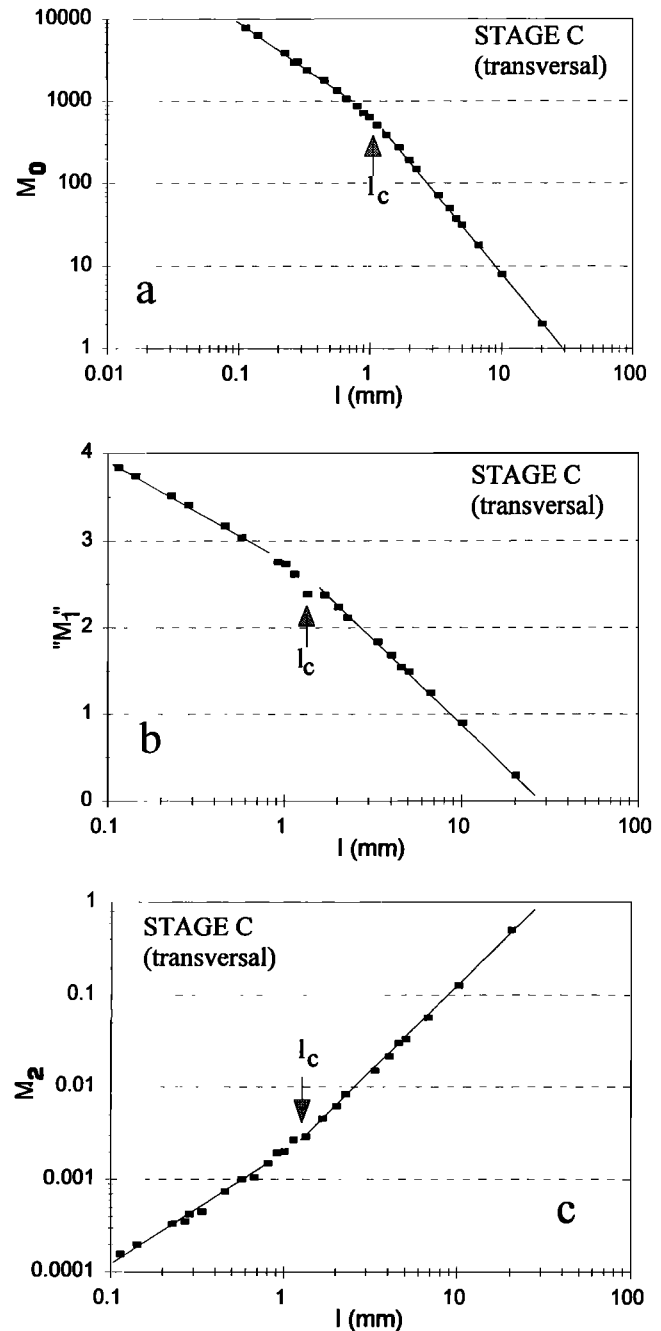 10000
1000
100
10
1
M0
STAGE C
(transversal)
lc
a
0.01
0.1
1
10
100
l (mm)
4
3
2
1
0
"M1"
STAGE C
(transversal)
lc
b
0.1
1
10
100
l (mm)
1
0.1
0.01
0.001
0.0001
M2
STAGE C
(transversal)
lc
c
0.1
1
10
100
l (mm)